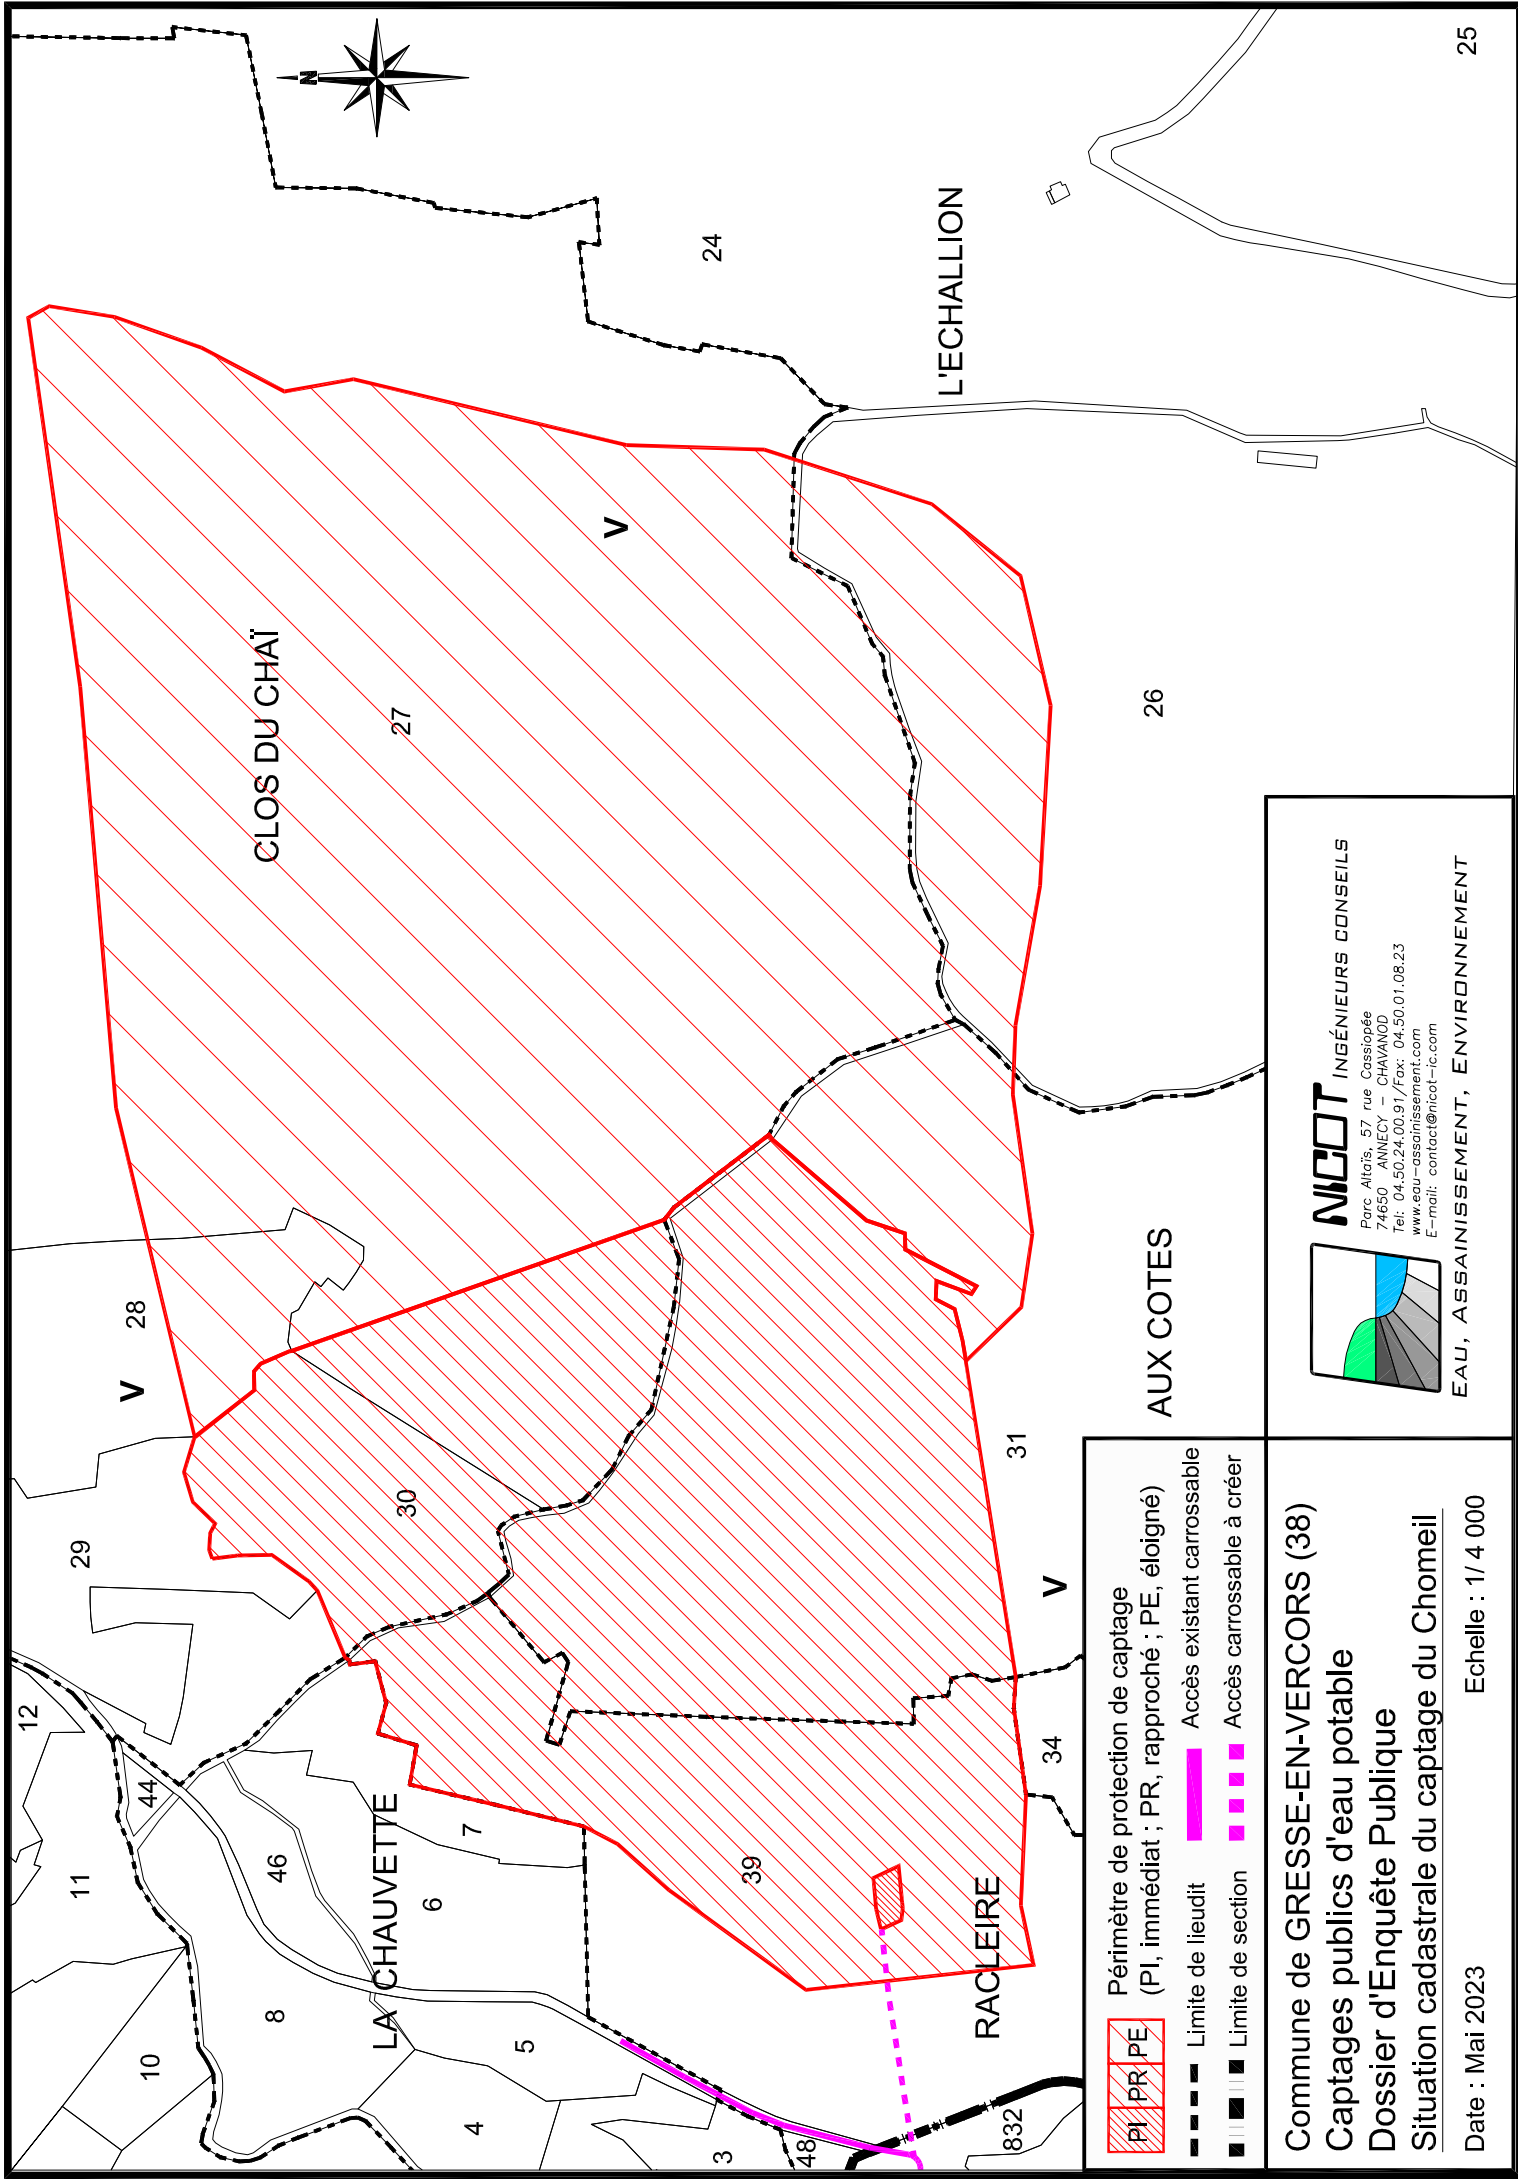 N
25
24
L'ECHALLION
CLOS DU CHAÏ
27
V
26
28
V
29
30
12
11
44
46
10
8
LA CHAUVETTE
7
6
5
4
3
48
832
39
RACLEIRE
34
V
31
AUX COTES
PI PR PE
Périmètre de protection de captage
(PI, immédiat ; PR, rapproché ; PE, éloigné)
Limite de lieudit
Accès existant carrossable
Limite de section
Accès carrossable à créer
Commune de GRESSE-EN-VERCORS (38)
Captages publics d'eau potable
Dossier d'Enquête Publique
Situation cadastrale du captage du Chomeil
Date : Mai 2023
Echelle : 1/ 4 000
NICOT INGÉNIEURS CONSEILS
Parc Altaïs, 57 rue Cassiopée
74650 ANNECY - CHAVANOD
Tel: 04.50.24.00.91/Fax: 04.50.01.08.23
www.eau-assainissement.com
E-mail: contact@nicot-ic.com
EAU, ASSAINISSEMENT, ENVIRONNEMENT